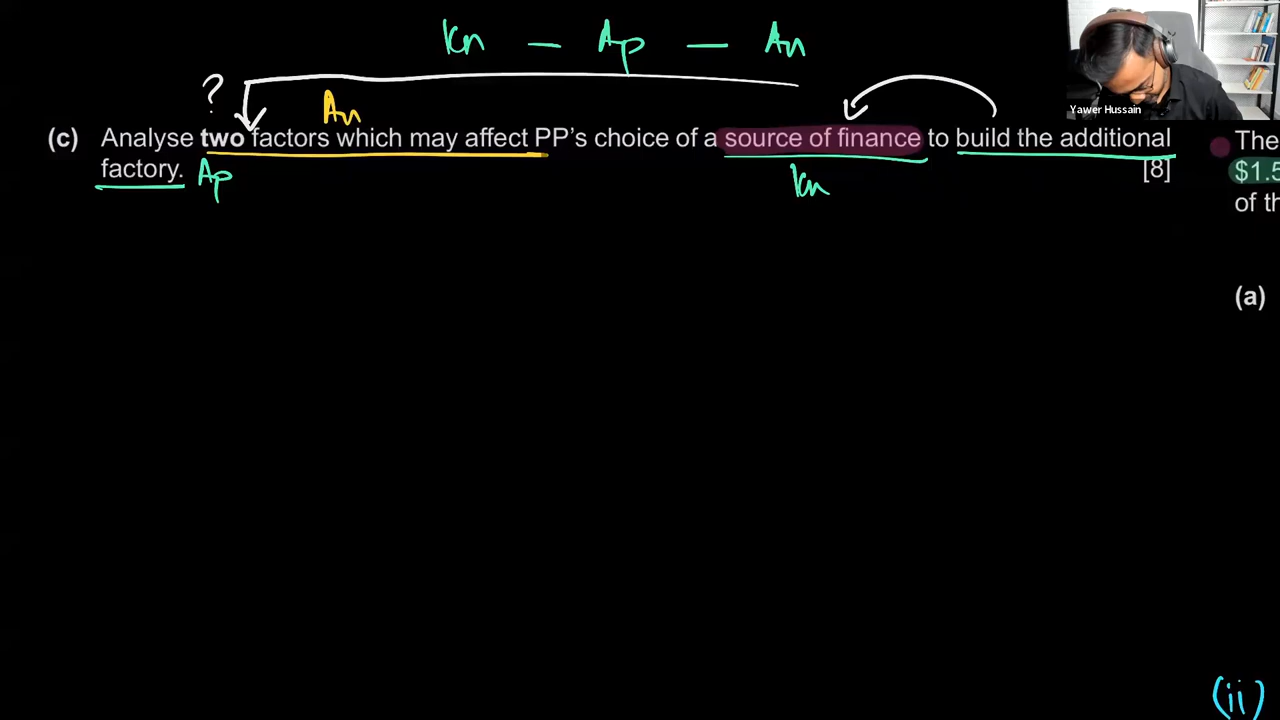 Kn — Ap — An
Yawer Hussain
? An
(c) Analyse two factors which may affect PP's choice of a source of finance to build the additional
factory. Ap
Kn
[8]
The
$1.5
of th
(a)
(ii)